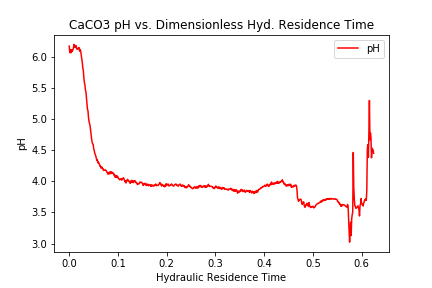 CaCO3 pH vs. Dimensionless Hyd. Residence Time
pH
6.0
5.5
5.0
4.5
4.0
3.5
3.0
pH
0.0 0.1 0.2 0.3 0.4 0.5 0.6
Hydraulic Residence Time